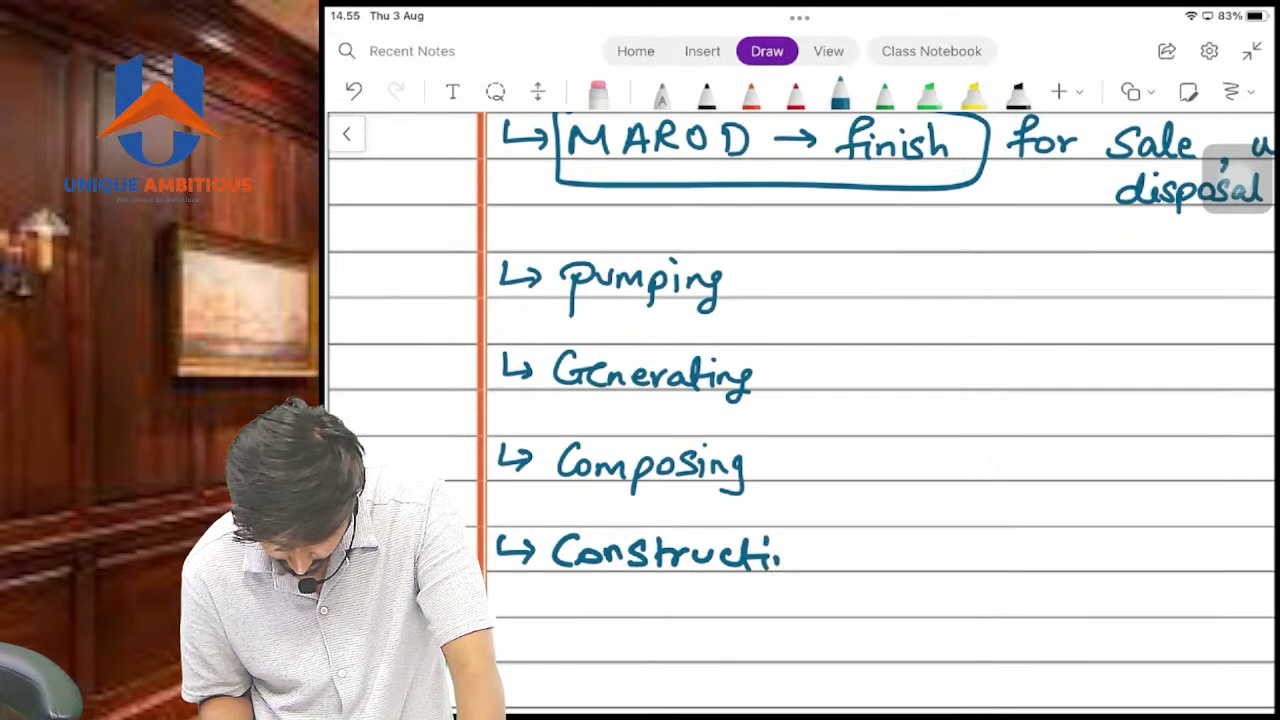 14.55 Thu 3 Aug
83%
Recent Notes
Home Insert Draw View Class Notebook
T
A
↳ MAROD → finish for sale,
disposal
↳ pumping
↳ Generating
↳ Composing
↳ Constructi
UNIQUE AMBITIOUS